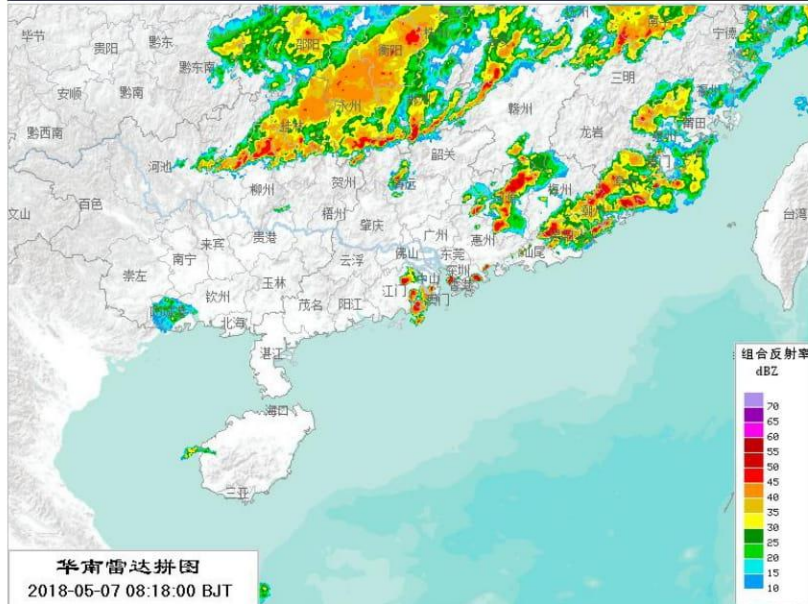 宁德
毕节
贵阳
黔东
邵阳
衡阳
三明
黔东南
安顺
黔南
永州
赣州
莆田
黔西南
龙岩
河池
韶关
柳州
贺州
清远
梅州
百色
文山
梧州
肇庆
台湾
来宾
贵港
广州
惠州
汕尾
南宁
云浮
佛山
东莞
崇左
玉林
深圳
钦州
中山
香港
江门
澳门
茂名
阳江
防城港
北海
湛江
海口
三亚
组合反射率
dBZ
70
65
60
55
50
45
40
35
30
25
20
15
10
华南雷达拼图
2018-05-07 08:18:00 BJT